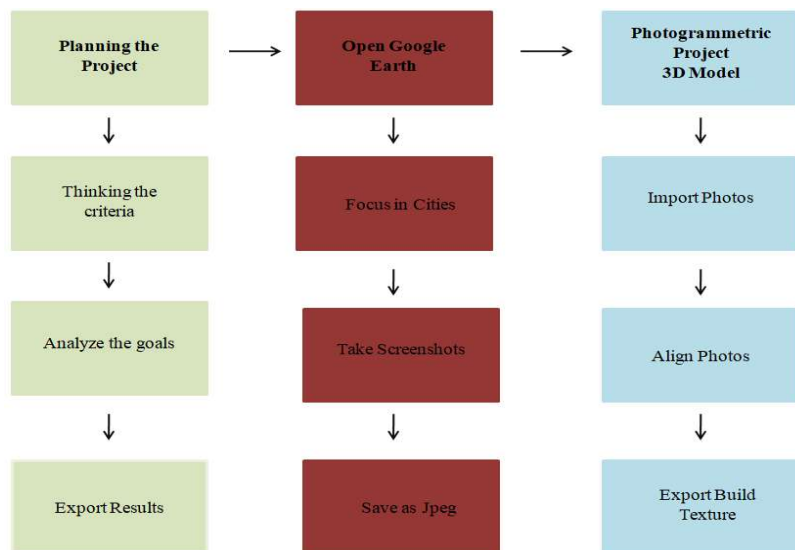 Planning the
Project
Open Google
Earth
Photogrammetric
Project
3D Model
Thinking the
criteria
Focus in Cities
Import Photos
Analyze the goals
Take Screenshots
Align Photos
Export Results
Save as Jpeg
Export Build
Texture